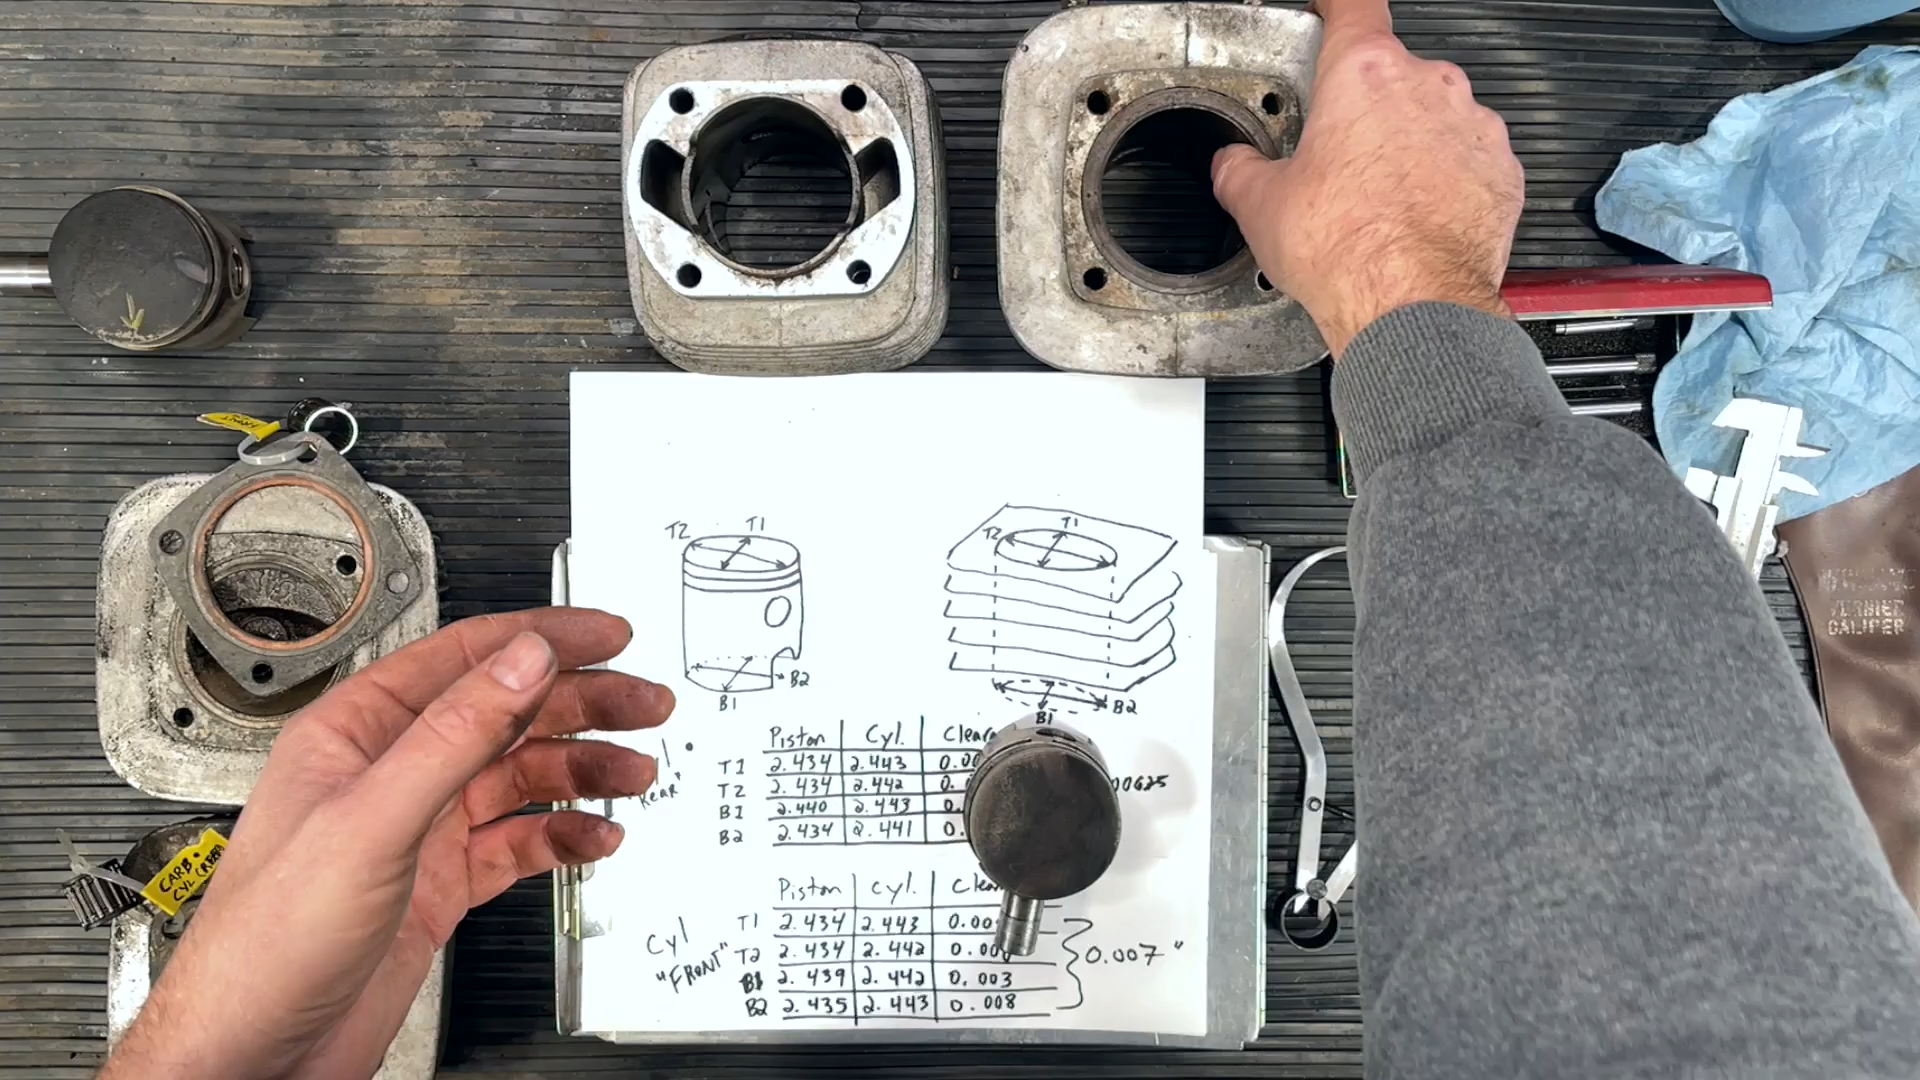 T2 T1
B2
B1
T1
T2
B2
B1
Piston Cyl.
T1 2.434 2.443
T2 2.434 2.442
B1 2.440 2.443
B2 2.434 2.441
"Rear"
Piston Cyl.
T1 2.434 2.443
T2 2.434 2.442
B1 2.439 2.442 0.003
B2 2.435 2.443 0.008
Cyl
"FRONT"
0.007"
CARB.
VERNIER
CALIPER